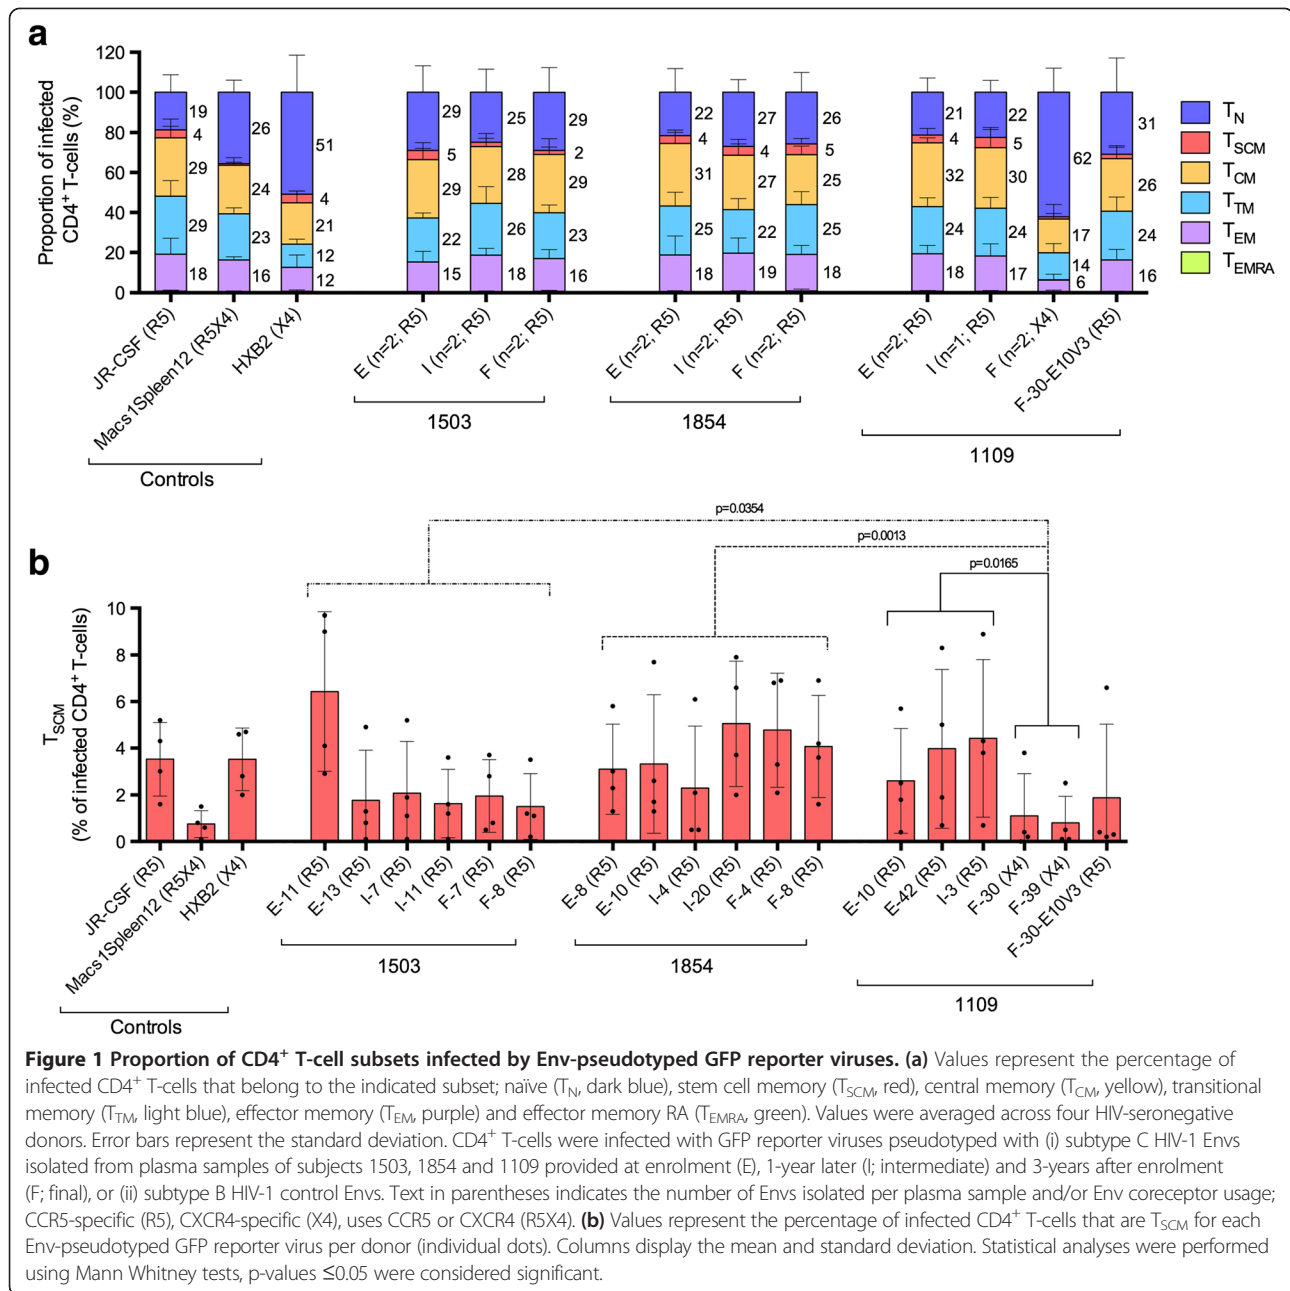 a
Proportion of infected
CD4+ T-cells (%)
120
100
80
60
40
20
0
19
4
29
29
18
26
24
23
16
51
4
21
12
12
29
5
29
22
15
25
28
26
18
29
2
29
23
16
22
4
31
25
18
27
4
27
22
19
26
5
25
25
18
21
4
32
24
18
22
5
30
24
17
62
17
14
6
31
26
24
16
TN
TSCM
TCM
TTM
TEM
TEMRA
JR-CSF (R5)
Macs1Spleen12 (R5X4)
HXB2 (X4)
E (n=2; R5)
I (n=2; R5)
F (n=2; R5)
E (n=2; R5)
I (n=2; R5)
F (n=2; R5)
E (n=2; R5)
I (n=1; R5)
F (n=2; X4)
F-30-E10V3 (R5)
Controls
1503
1854
1109
b
p=0.0354
p=0.0013
p=0.0165
TSCM
(% of infected CD4+ T-cells)
10
8
6
4
2
0
JR-CSF (R5)
Macs1Spleen12 (R5X4)
HXB2 (X4)
E-11 (R5)
E-13 (R5)
I-7 (R5)
I-11 (R5)
F-7 (R5)
F-8 (R5)
E-8 (R5)
E-10 (R5)
I-4 (R5)
I-20 (R5)
F-4 (R5)
F-8 (R5)
E-10 (R5)
E-42 (R5)
I-3 (R5)
F-30 (X4)
F-39 (X4)
F-30-E10V3 (R5)
Controls
1503
1854
1109
Figure 1 Proportion of CD4+ T-cell subsets infected by Env-pseudotyped GFP reporter viruses. (a) Values represent the percentage of
infected CD4+ T-cells that belong to the indicated subset; naïve (TN, dark blue), stem cell memory (TSCM, red), central memory (TCM, yellow), transitional
memory (TTM, light blue), effector memory (TEM, purple) and effector memory RA (TEMRA, green). Values were averaged across four HIV-seronegative
donors. Error bars represent the standard deviation. CD4+ T-cells were infected with GFP reporter viruses pseudotyped with (i) subtype C HIV-1 Envs
isolated from plasma samples of subjects 1503, 1854 and 1109 provided at enrolment (E), 1-year later (I; intermediate) and 3-years after enrolment
(F; final), or (ii) subtype B HIV-1 control Envs. Text in parentheses indicates the number of Envs isolated per plasma sample and/or Env coreceptor usage;
CCR5-specific (R5), CXCR4-specific (X4), uses CCR5 or CXCR4 (R5X4). (b) Values represent the percentage of infected CD4+ T-cells that are TSCM for each
Env-pseudotyped GFP reporter virus per donor (individual dots). Columns display the mean and standard deviation. Statistical analyses were performed
using Mann Whitney tests, p-values ≤0.05 were considered significant.